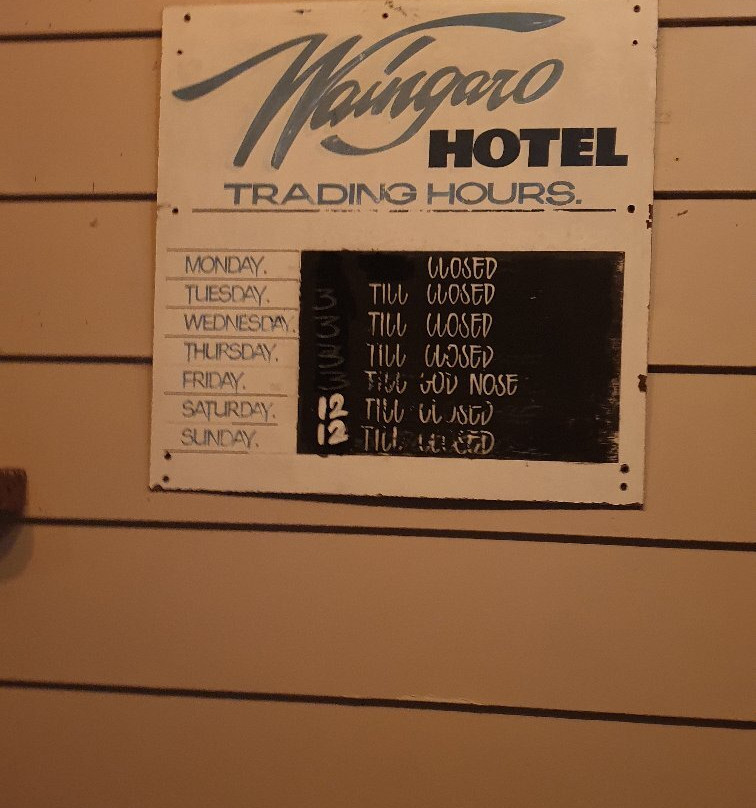 Waingaro
HOTEL
TRADING HOURS.
MONDAY. CLOSED
TUESDAY. 3 TILL CLOSED
WEDNESDAY. 3 TILL CLOSED
THURSDAY. 3 TILL CLOSED
FRIDAY. 3 TILL GOD NOSE
SATURDAY. 12 TILL CLOSED
SUNDAY. 12 TILL CLOSED